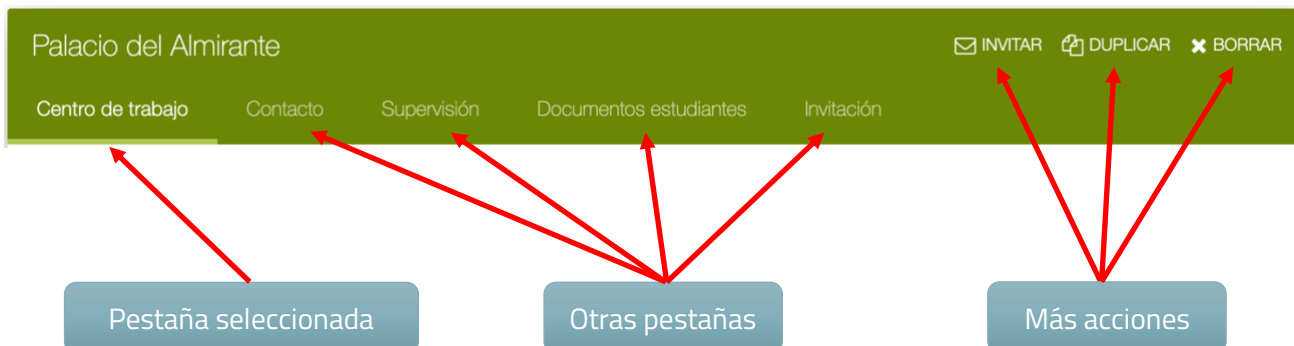 Palacio del Almirante
INVITAR DUPLICAR BORRAR
Centro de trabajo Contacto Supervisión Documentos estudiantes Invitación
Pestaña seleccionada Otras pestañas Más acciones